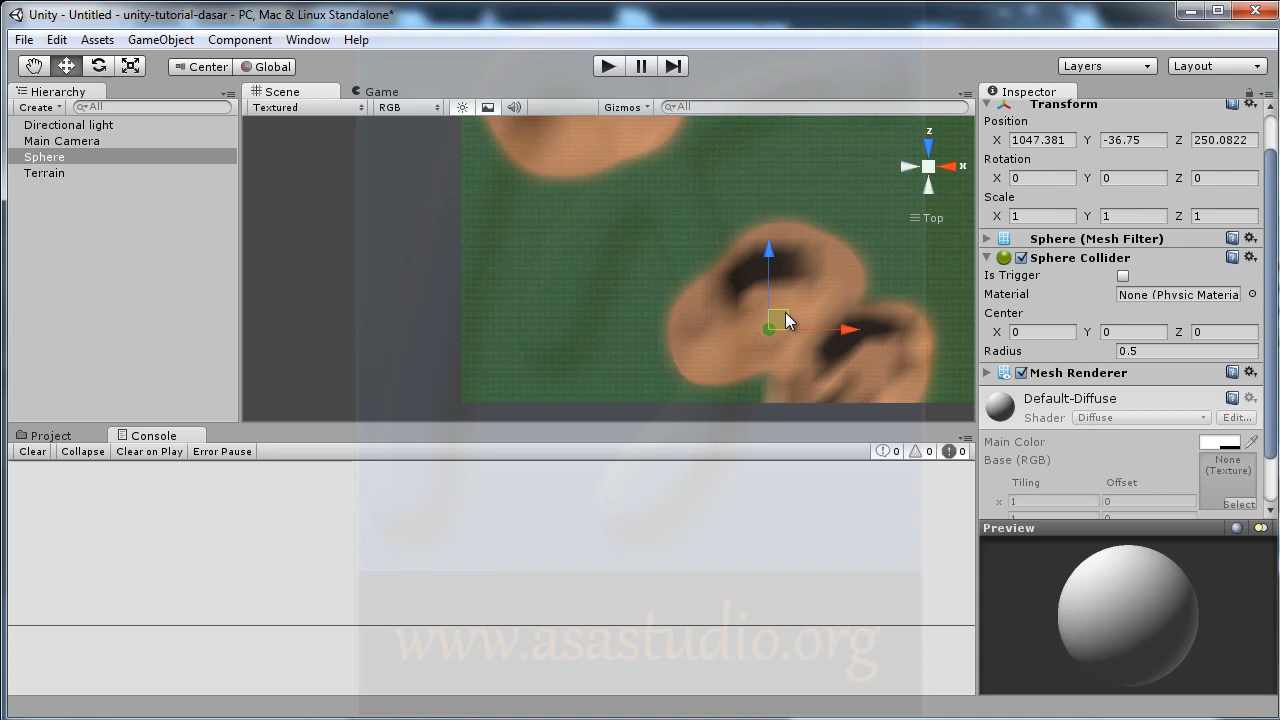 Unity - Untitled - unity-tutorial-dasar - PC, Mac & Linux Standalone*
File Edit Assets GameObject Component Window Help
Center Global Layers Layout
Hierarchy
Create All
Directional light
Main Camera
Sphere
Terrain
Scene Game
Textured RGB Gizmos All
z
x
Top
Inspector
Transform
Position
X 1047.381 Y -36.75 Z 250.0822
Rotation
X 0 Y 0 Z 0
Scale
X 1 Y 1 Z 1
Sphere (Mesh Filter)
Sphere Collider
Is Trigger
Material None (Physic Materia
Center
X 0 Y 0 Z 0
Radius 0.5
Mesh Renderer
Default-Diffuse
Shader Diffuse Edit...
Main Color
Base (RGB) None (Texture)
Tiling Offset
x 1 0
Select
Preview
Project Console
Clear Collapse Clear on Play Error Pause 0 0 0
www.asastudio.org